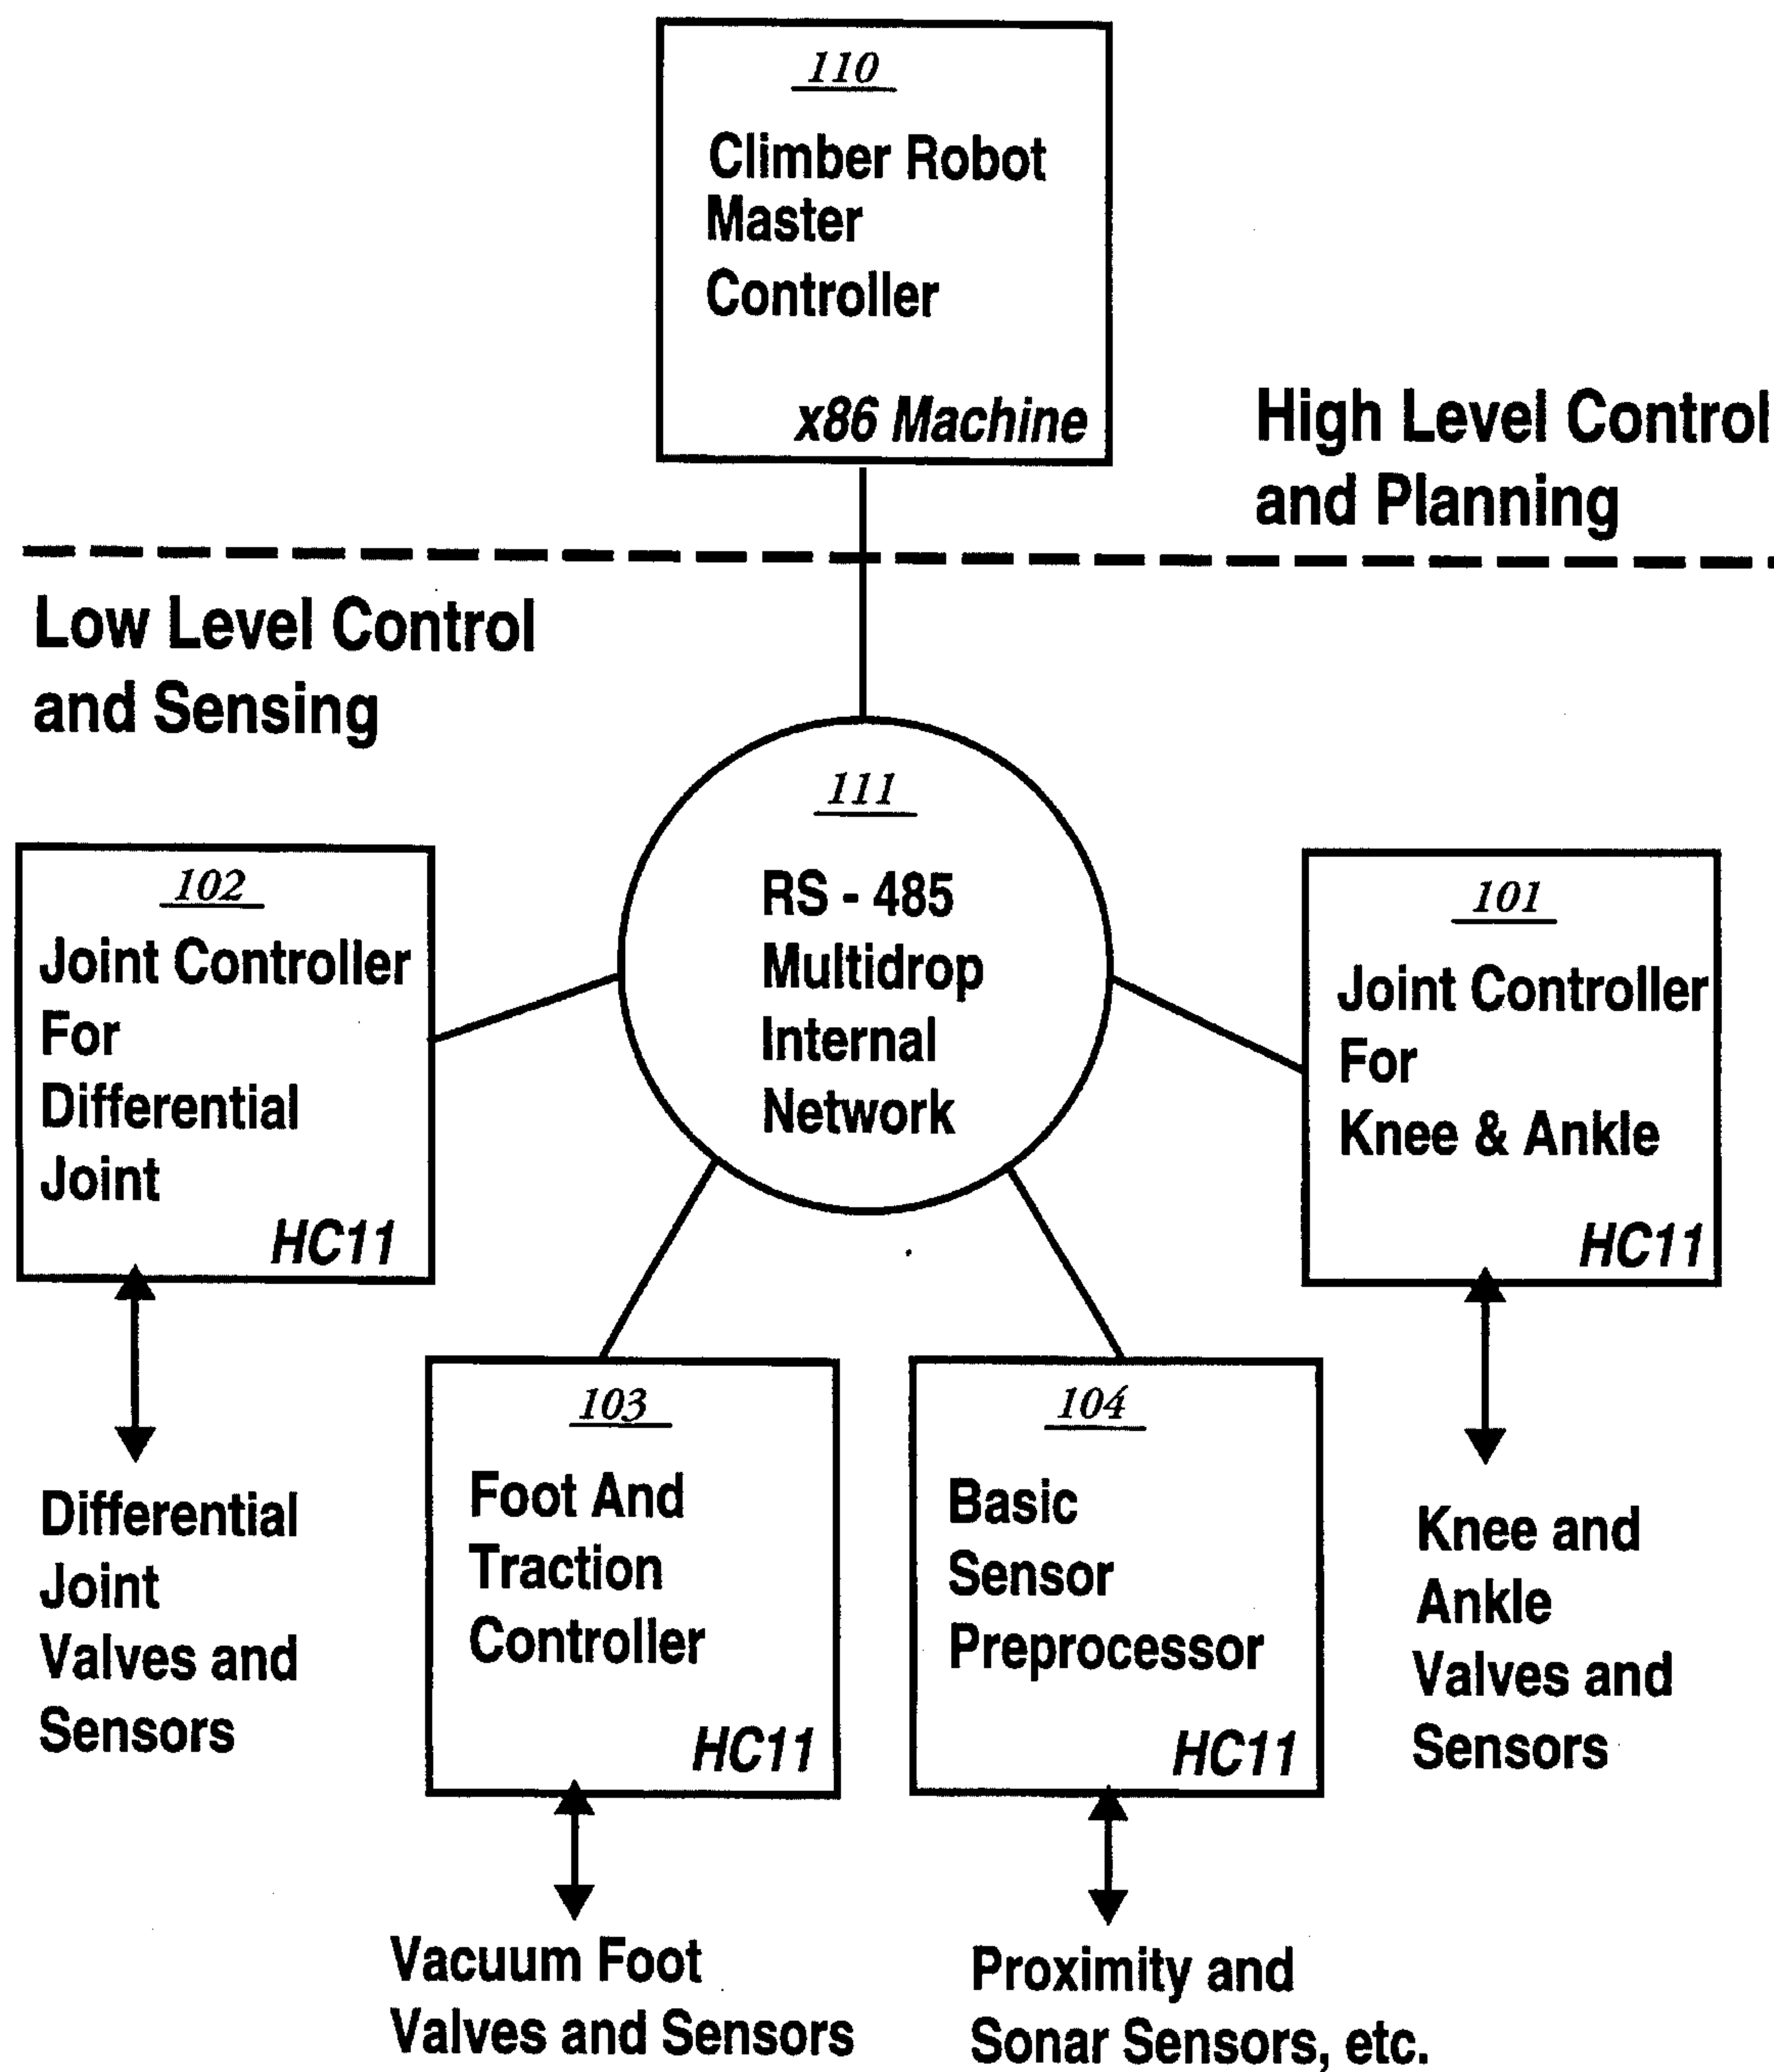 110
Climber Robot
Master
Controller
x86 Machine
High Level Control
and Planning
Low Level Control
and Sensing
111
RS - 485
Multidrop
Internal
Network
102
Joint Controller
For
Differential
Joint
HC11
101
Joint Controller
For
Knee & Ankle
HC11
103
Foot And
Traction
Controller
HC11
104
Basic
Sensor
Preprocessor
HC11
Differential
Joint
Valves and
Sensors
Knee and
Ankle
Valves and
Sensors
Vacuum Foot
Valves and Sensors
Proximity and
Sonar Sensors, etc.